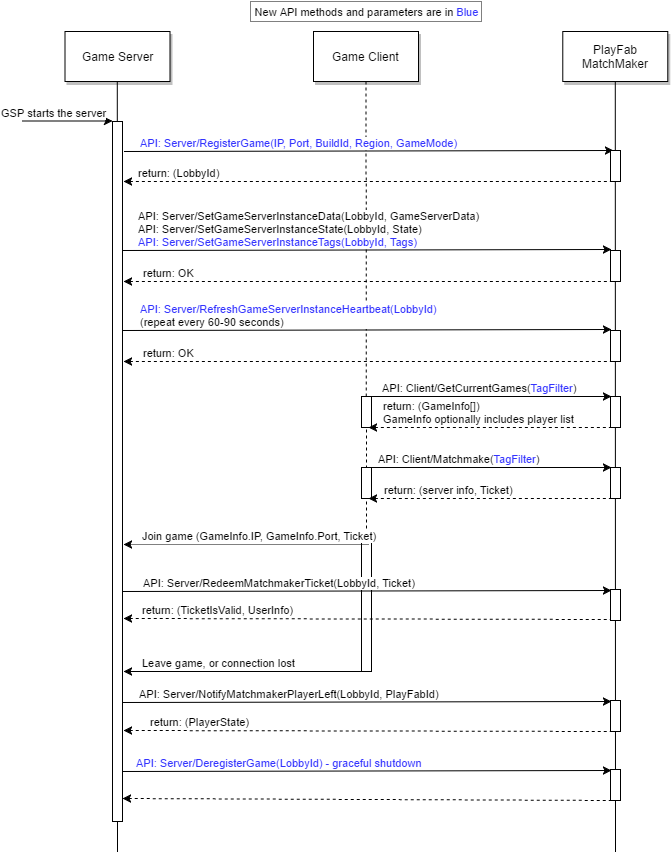 New API methods and parameters are in Blue
Game Server
Game Client
PlayFab
MatchMaker
GSP starts the server
API: Server/RegisterGame(IP, Port, BuildId, Region, GameMode)
return: (LobbyId)
API: Server/SetGameServerInstanceData(LobbyId, GameServerData)
API: Server/SetGameServerInstanceState(LobbyId, State)
API: Server/SetGameServerInstanceTags(LobbyId, Tags)
return: OK
API: Server/RefreshGameServerInstanceHeartbeat(LobbyId)
(repeat every 60-90 seconds)
return: OK
API: Client/GetCurrentGames(TagFilter)
return: (GameInfo[])
GameInfo optionally includes player list
API: Client/Matchmake(TagFilter)
return: (server info, Ticket)
Join game (GameInfo.IP, GameInfo.Port, Ticket)
API: Server/RedeemMatchmakerTicket(LobbyId, Ticket)
return: (TicketIsValid, UserInfo)
Leave game, or connection lost
API: Server/NotifyMatchmakerPlayerLeft(LobbyId, PlayFabId)
return: (PlayerState)
API: Server/DeregisterGame(LobbyId) - graceful shutdown